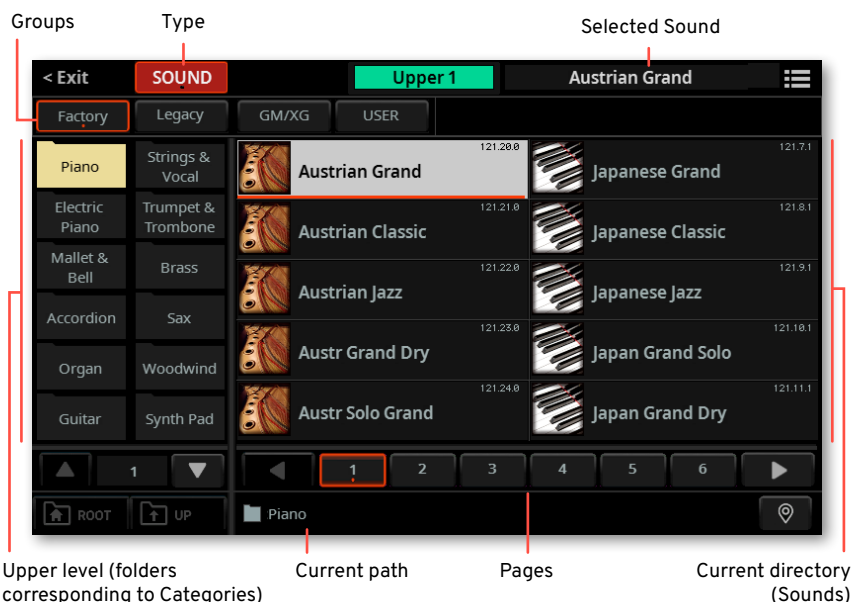 Groups
Type
Selected Sound
< Exit
SOUND
Upper 1
Austrian Grand
Factory
Legacy
GM/XG
USER
Piano
Strings &
Vocal
Electric
Piano
Trumpet &
Trombone
Mallet &
Bell
Brass
Accordion
Sax
Organ
Woodwind
Guitar
Synth Pad
121.20.0
Austrian Grand
121.7.1
Japanese Grand
121.21.0
Austrian Classic
121.8.1
Japanese Classic
121.22.0
Austrian Jazz
121.9.1
Japanese Jazz
121.23.0
Austr Grand Dry
121.10.1
Japan Grand Solo
121.24.0
Austr Solo Grand
121.11.1
Japan Grand Dry
1
1
2
3
4
5
6
ROOT
UP
Piano
Upper level (folders
corresponding to Categories)
Current path
Pages
Current directory
(Sounds)